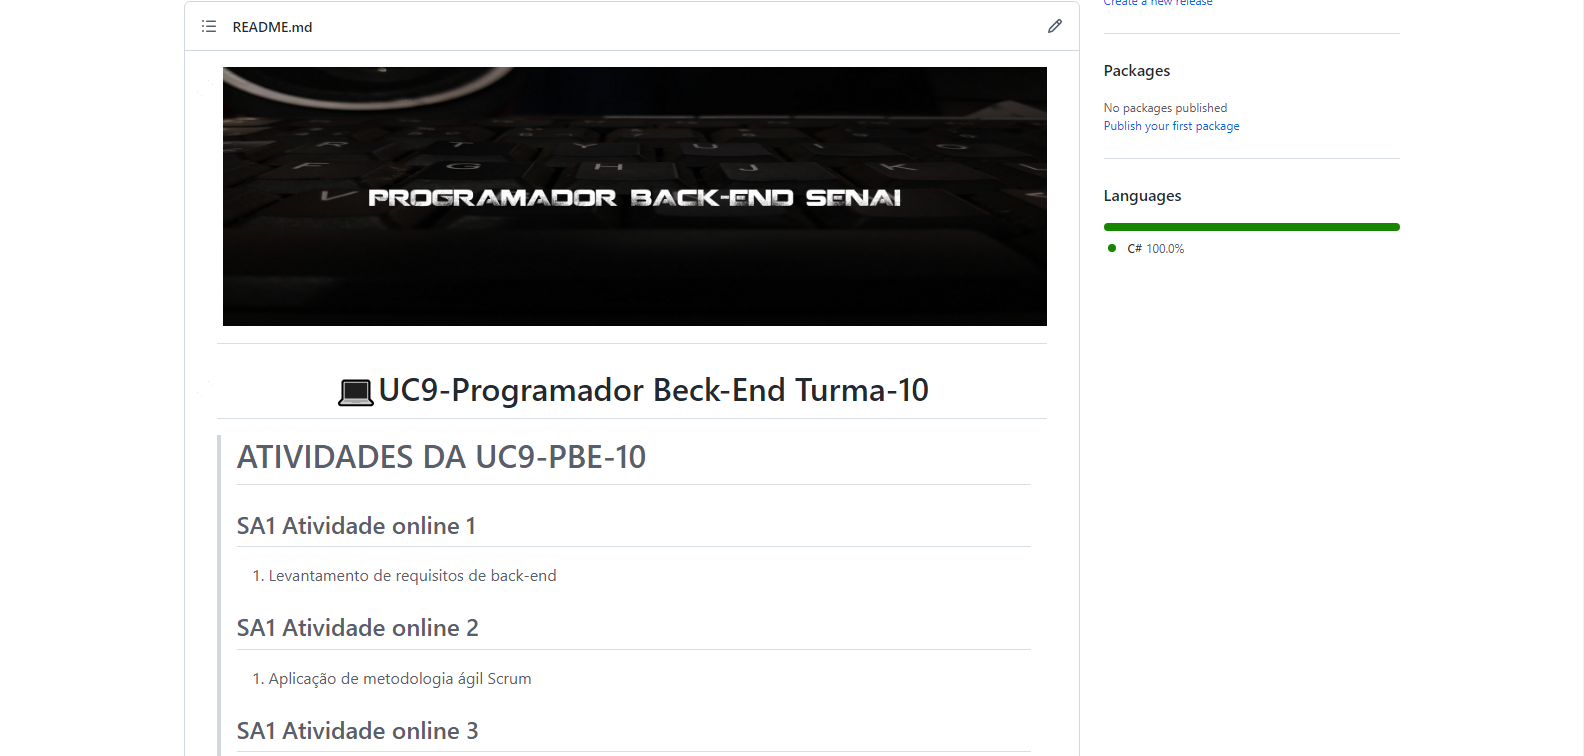 README.md
R T Y U I
F G H J K
V
PROGRAMADOR BACK-END SENAI
UC9-Programador Beck-End Turma-10
ATIVIDADES DA UC9-PBE-10
SA1 Atividade online 1
1. Levantamento de requisitos de back-end
SA1 Atividade online 2
1. Aplicação de metodologia ágil Scrum
SA1 Atividade online 3
Create a new release
Packages
No packages published
Publish your first package
Languages
C# 100.0%